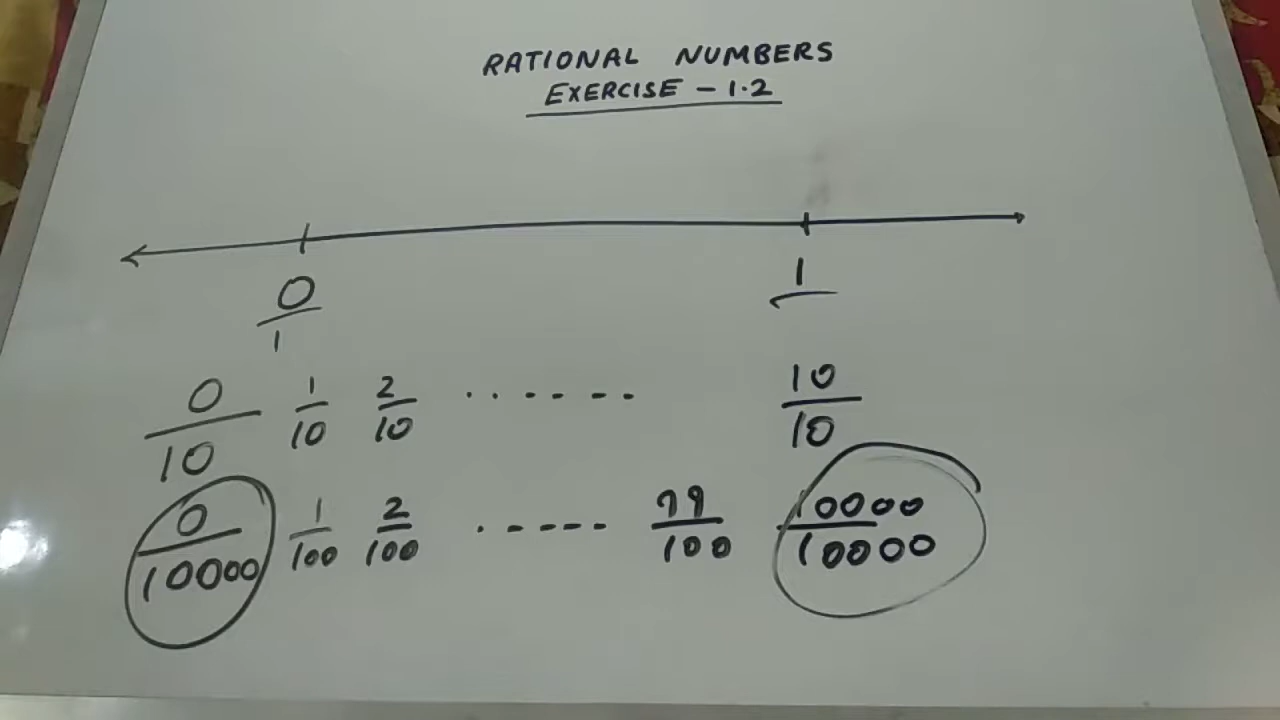 RATIONAL NUMBERS
EXERCISE - 1.2
0/1 1
0/10 1/10 2/10 ...... 10/10
0/10000 1/100 2/100 ...... 99/100 10000/10000